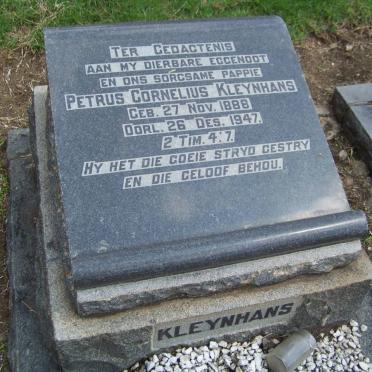 TER GEDACTENIS
AAN MY DIERBARE EGGENOOT
EN ONS SORGSAME PAPPIE
PETRUS CORNELIUS KLEYNHANS
GEB. 27 NOV. 1888
OORL. 26 DES. 1947.
2 TIM. 4:7.
HY HET DIE GOEIE STRYD GESTRY
EN DIE GELOOF BEHOU.
KLEYNHANS